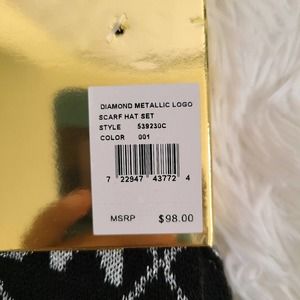 DIAMOND METALLIC LOGO
SCARF HAT SET
STYLE 539230C
COLOR 001
7 22947 43772 4
MSRP $98.00